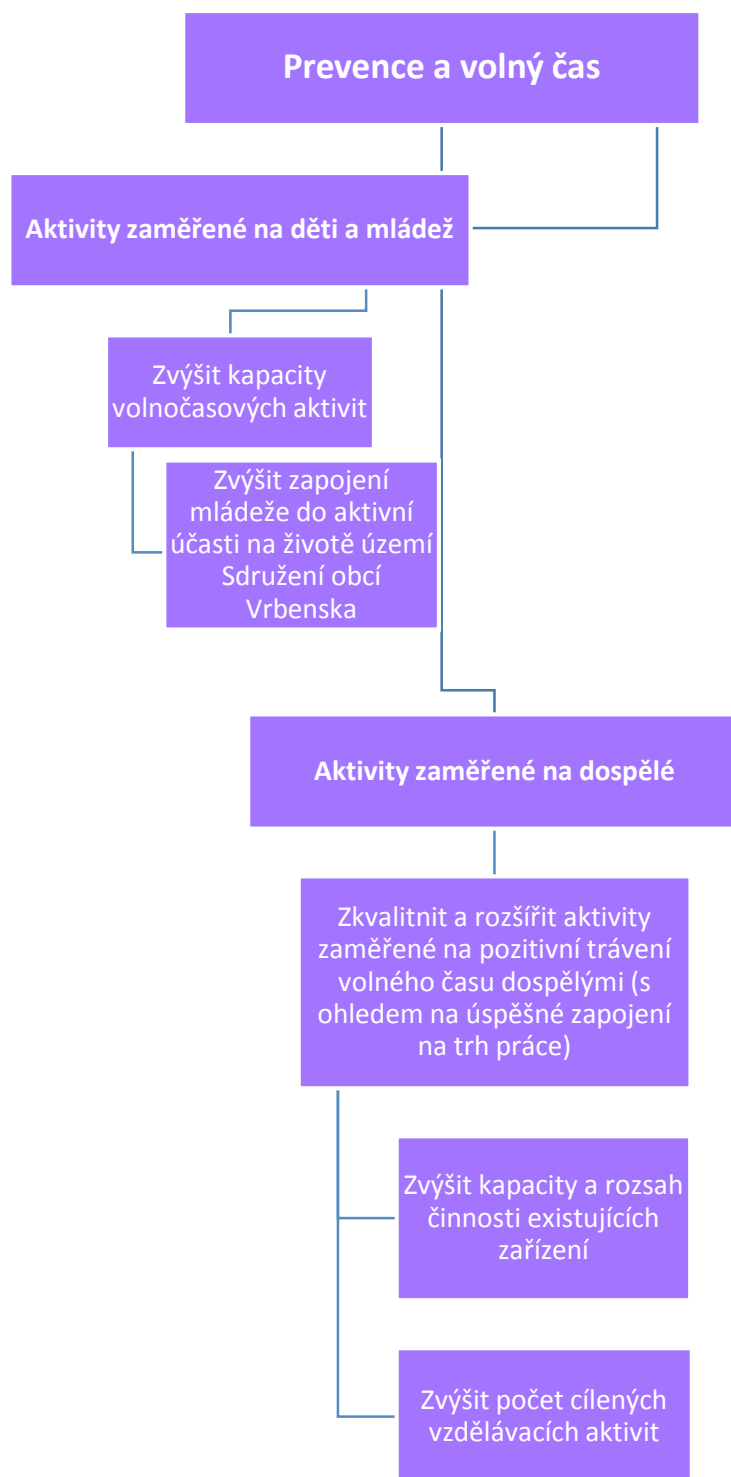 Prevence a volný čas
Aktivity zaměřené na děti a mládež
Zvýšit kapacity
volnočasových aktivit
Zvýšit zapojení
mládeže do aktivní
účasti na životě území
Sdružení obcí
Vrbenska
Aktivity zaměřené na dospělé
Zkvalitnit a rozšířit aktivity
zaměřené na pozitivní trávení
volného času dospělými (s
ohledem na úspěšné zapojení
na trh práce)
Zvýšit kapacity a rozsah
činnosti existujících
zařízení
Zvýšit počet cílených
vzdělávacích aktivit